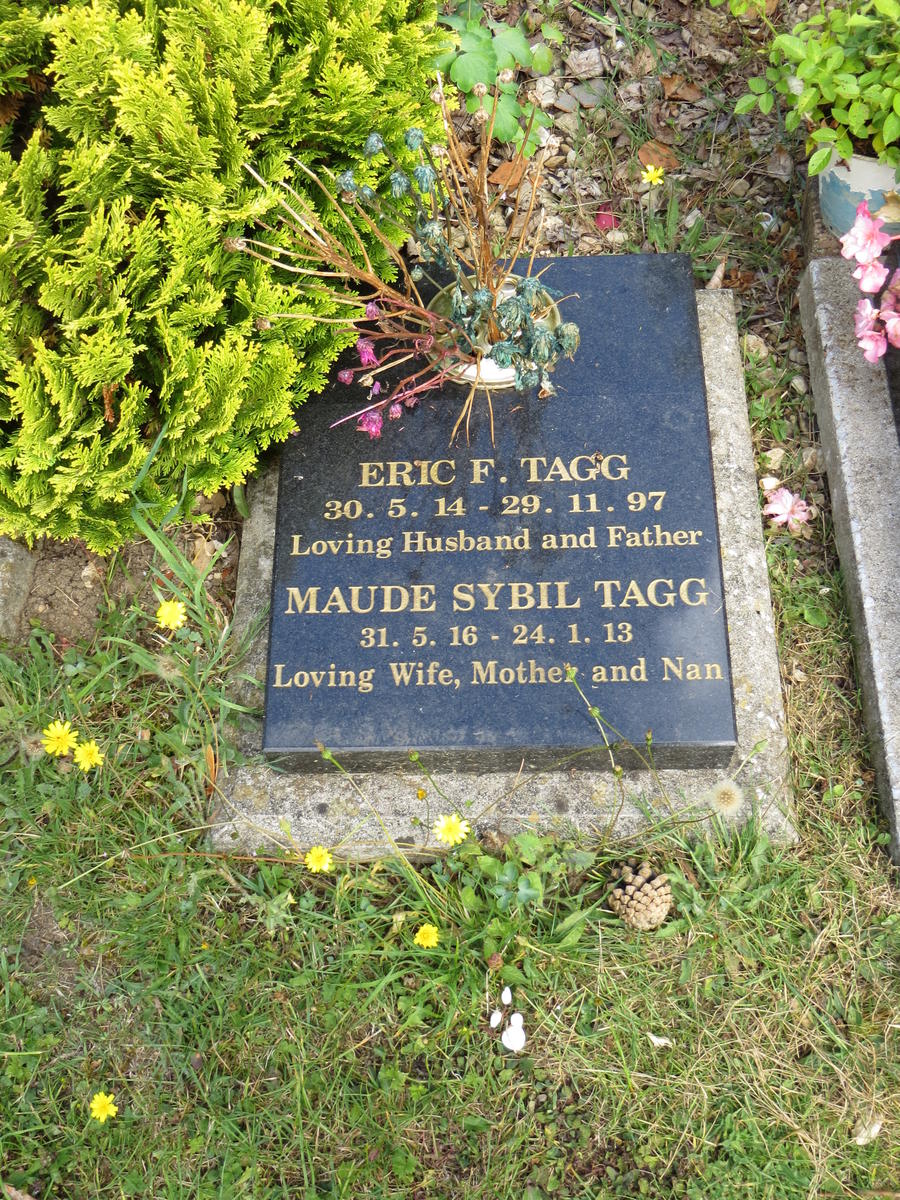 ERIC F. TAGG
30. 5. 14 - 29. 11. 97
Loving Husband and Father
MAUDE SYBIL TAGG
31. 5. 16 - 24. 1. 13
Loving Wife, Mother and Nan